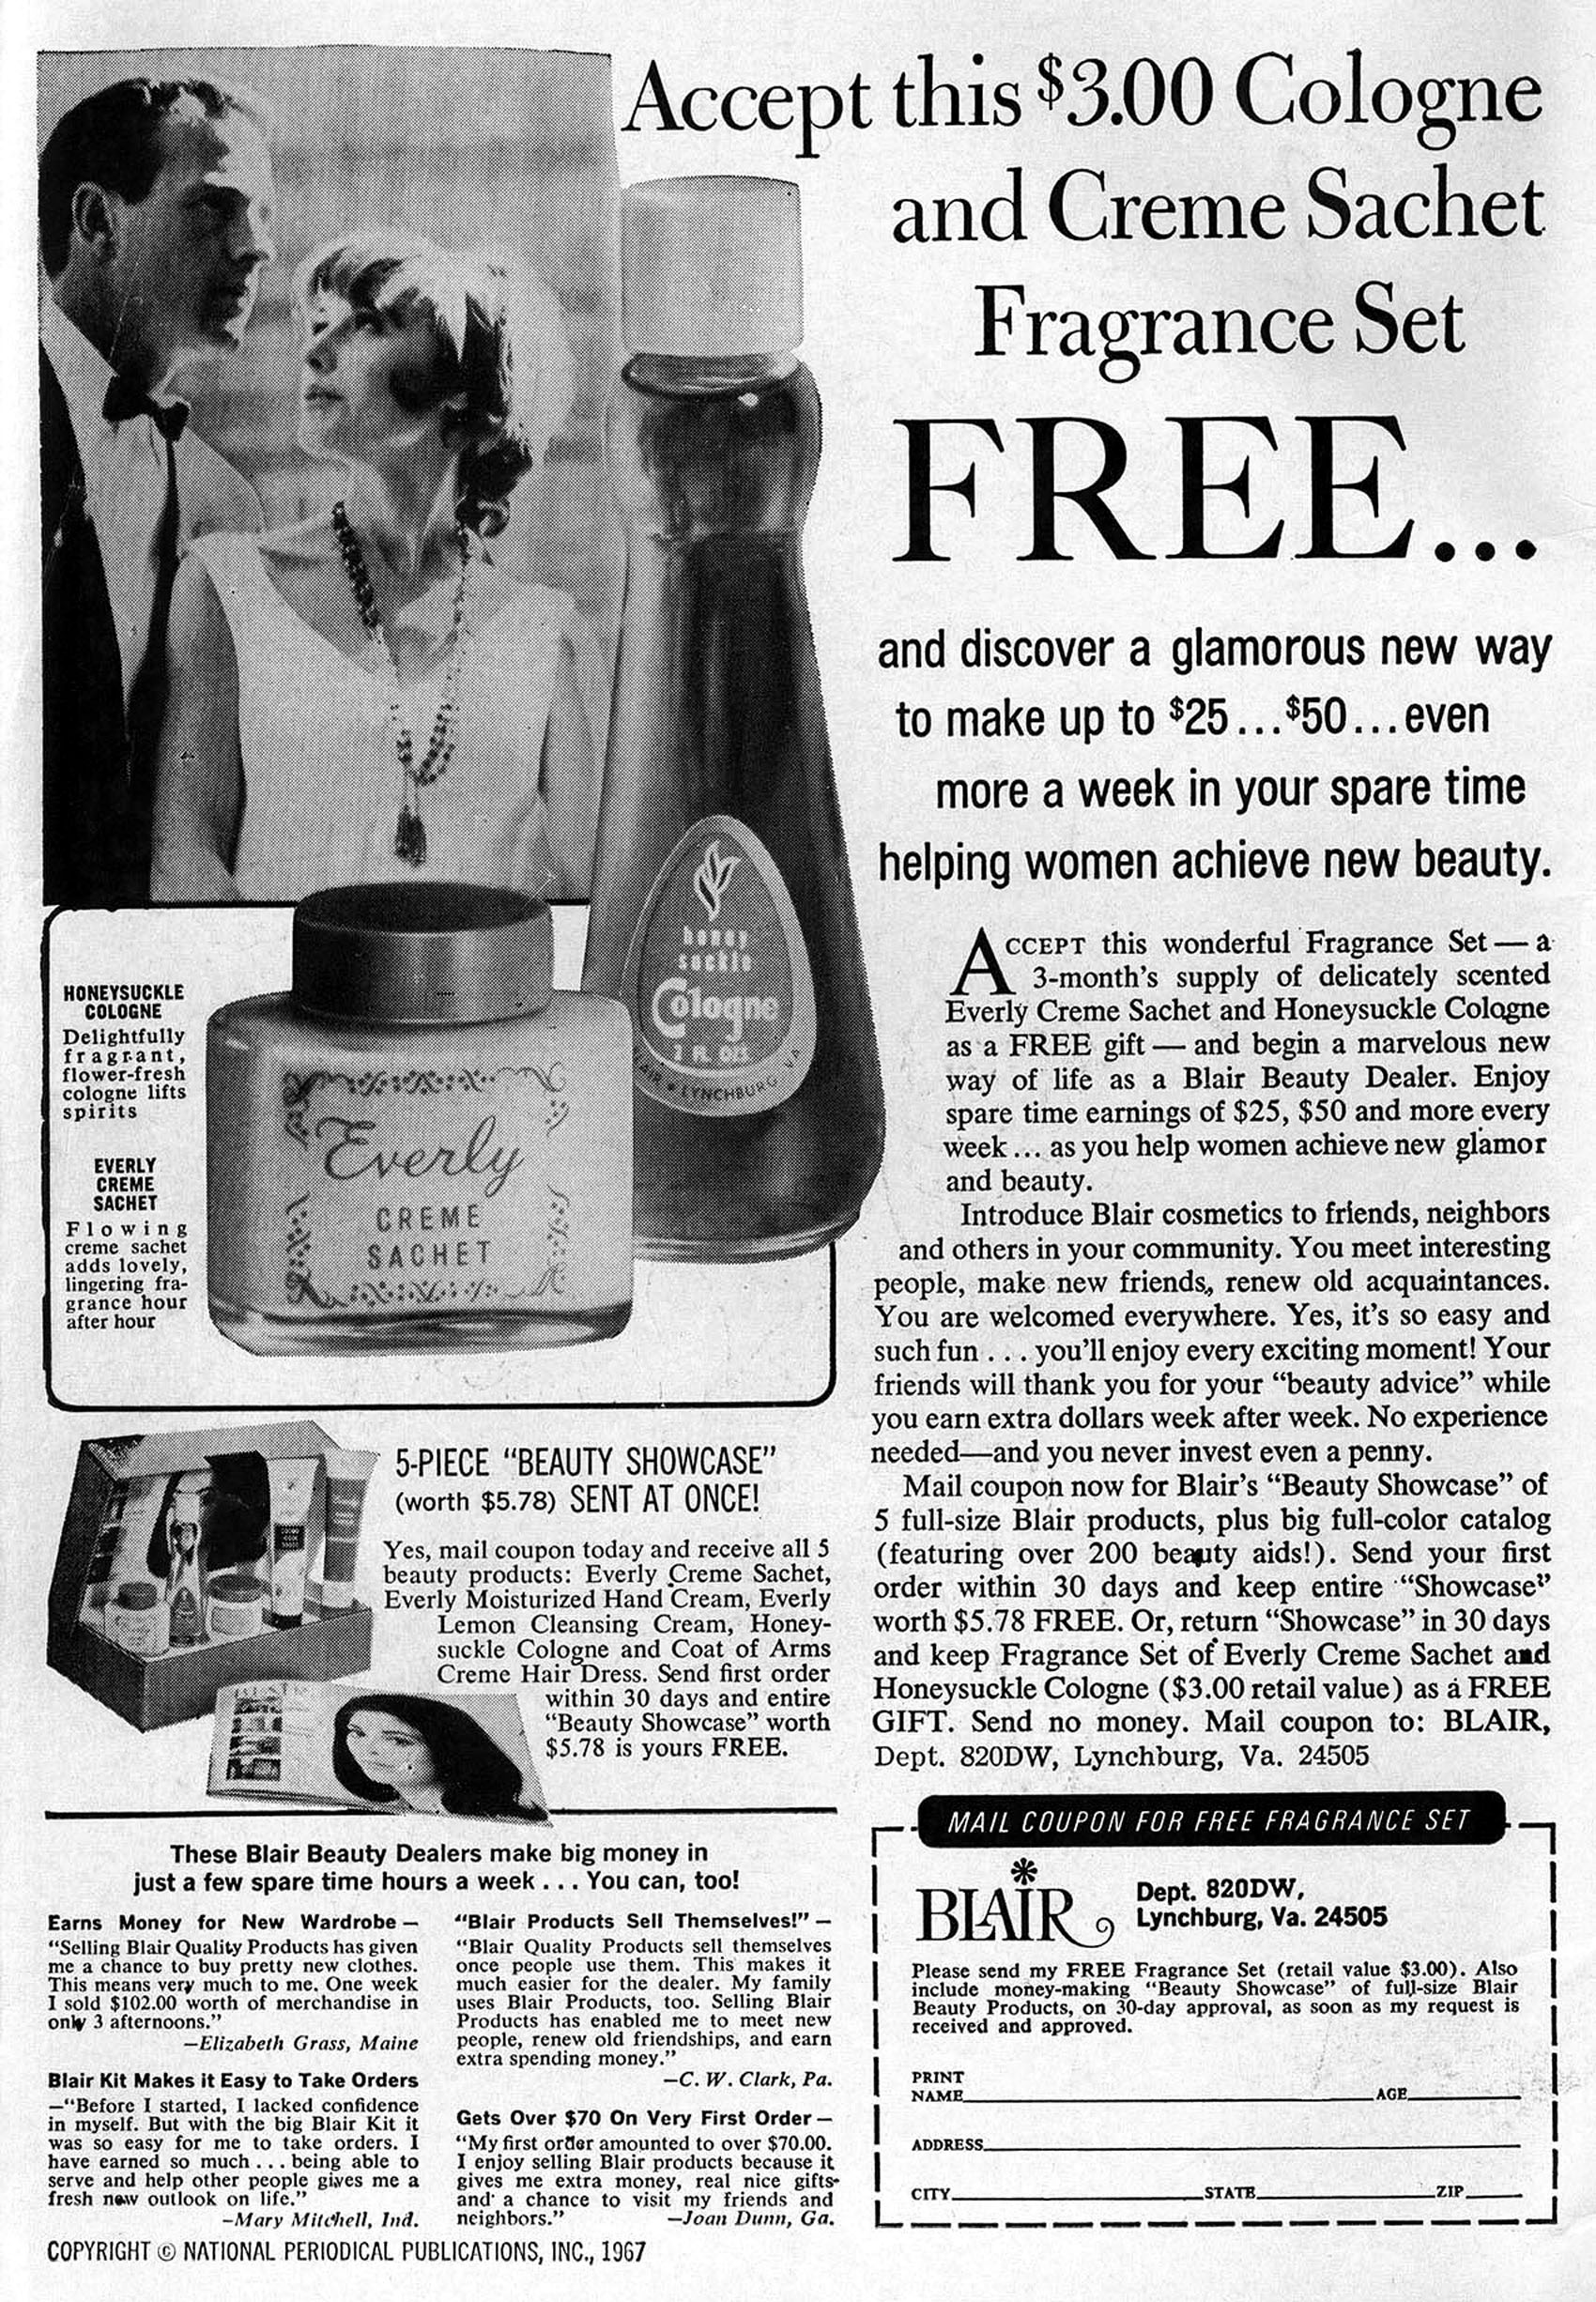 Accept this $3.00 Cologne
and Creme Sachet
Fragrance Set
FREE...
and discover a glamorous new way
to make up to $25...$50...even
more a week in your spare time
helping women achieve new beauty.
ACCEPT this wonderful Fragrance Set — a
3-month's supply of delicately scented
Everly Creme Sachet and Honeysuckle Cologne
as a FREE gift — and begin a marvelous new
way of life as a Blair Beauty Dealer. Enjoy
spare time earnings of $25, $50 and more every
week... as you help women achieve new glamor
and beauty.
Introduce Blair cosmetics to friends, neighbors
and others in your community. You meet interesting
people, make new friends, renew old acquaintances.
You are welcomed everywhere. Yes, it's so easy and
such fun . . . you'll enjoy every exciting moment! Your
friends will thank you for your "beauty advice" while
you earn extra dollars week after week. No experience
needed—and you never invest even a penny.
Mail coupon now for Blair's "Beauty Showcase" of
5 full-size Blair products, plus big full-color catalog
(featuring over 200 beauty aids!). Send your first
order within 30 days and keep entire "Showcase"
worth $5.78 FREE. Or, return "Showcase" in 30 days
and keep Fragrance Set of Everly Creme Sachet and
Honeysuckle Cologne ($3.00 retail value) as a FREE
GIFT. Send no money. Mail coupon to: BLAIR,
Dept. 820DW, Lynchburg, Va. 24505
honey
suckle
Cologne
2 FL. OZS.
BLAIR • LYNCHBURG VA
HONEYSUCKLE
COLOGNE
Delightfully
fragrant,
flower-fresh
cologne lifts
spirits
EVERLY
CREME
SACHET
Flowing
creme sachet
adds lovely,
lingering fra-
grance hour
after hour
Everly
CREME
SACHET
5-PIECE "BEAUTY SHOWCASE"
(worth $5.78) SENT AT ONCE!
Yes, mail coupon today and receive all 5
beauty products: Everly Creme Sachet,
Everly Moisturized Hand Cream, Everly
Lemon Cleansing Cream, Honey-
suckle Cologne and Coat of Arms
Creme Hair Dress. Send first order
within 30 days and entire
"Beauty Showcase" worth
$5.78 is yours FREE.
These Blair Beauty Dealers make big money in
just a few spare time hours a week . . . You can, too!
Earns Money for New Wardrobe —
"Selling Blair Quality Products has given
me a chance to buy pretty new clothes.
This means very much to me. One week
I sold $102.00 worth of merchandise in
only 3 afternoons."
—Elizabeth Grass, Maine
Blair Kit Makes it Easy to Take Orders
—"Before I started, I lacked confidence
in myself. But with the big Blair Kit it
was so easy for me to take orders. I
have earned so much . . . being able to
serve and help other people gives me a
fresh new outlook on life."
—Mary Mitchell, Ind.
"Blair Products Sell Themselves!" —
"Blair Quality Products sell themselves
once people use them. This makes it
much easier for the dealer. My family
uses Blair Products, too. Selling Blair
Products has enabled me to meet new
people, renew old friendships, and earn
extra spending money."
—C. W. Clark, Pa.
Gets Over $70 On Very First Order —
"My first order amounted to over $70.00.
I enjoy selling Blair products because it
gives me extra money, real nice gifts
and a chance to visit my friends and
neighbors." —Joan Dunn, Ga.
MAIL COUPON FOR FREE FRAGRANCE SET
BLAIR
Dept. 820DW,
Lynchburg, Va. 24505
Please send my FREE Fragrance Set (retail value $3.00). Also
include money-making "Beauty Showcase" of full-size Blair
Beauty Products, on 30-day approval, as soon as my request is
received and approved.
PRINT
NAME AGE
ADDRESS
CITY STATE ZIP
COPYRIGHT © NATIONAL PERIODICAL PUBLICATIONS, INC., 1967